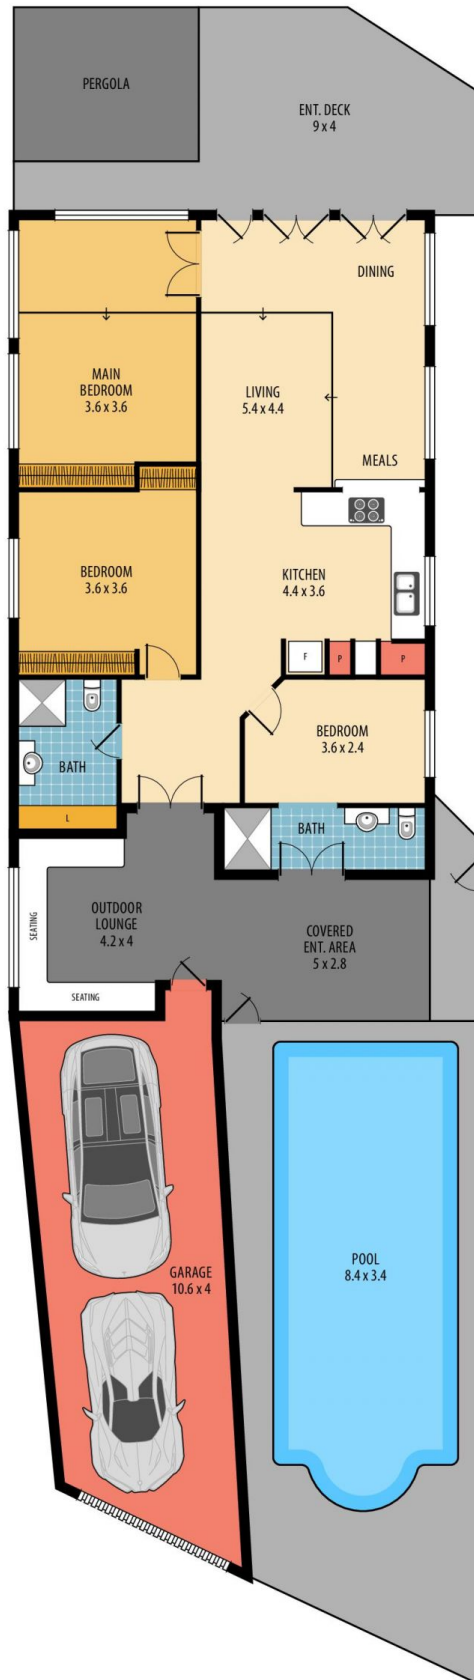 PERGOLA
ENT. DECK
9 x 4
DINING
MAIN
BEDROOM
3.6 x 3.6
LIVING
5.4 x 4.4
MEALS
BEDROOM
3.6 x 3.6
KITCHEN
4.4 x 3.6
F
P
P
BEDROOM
3.6 x 2.4
BATH
L
BATH
SEATING
OUTDOOR
LOUNGE
4.2 x 4
COVERED
ENT. AREA
5 x 2.8
SEATING
POOL
8.4 x 3.4
GARAGE
10.6 x 4